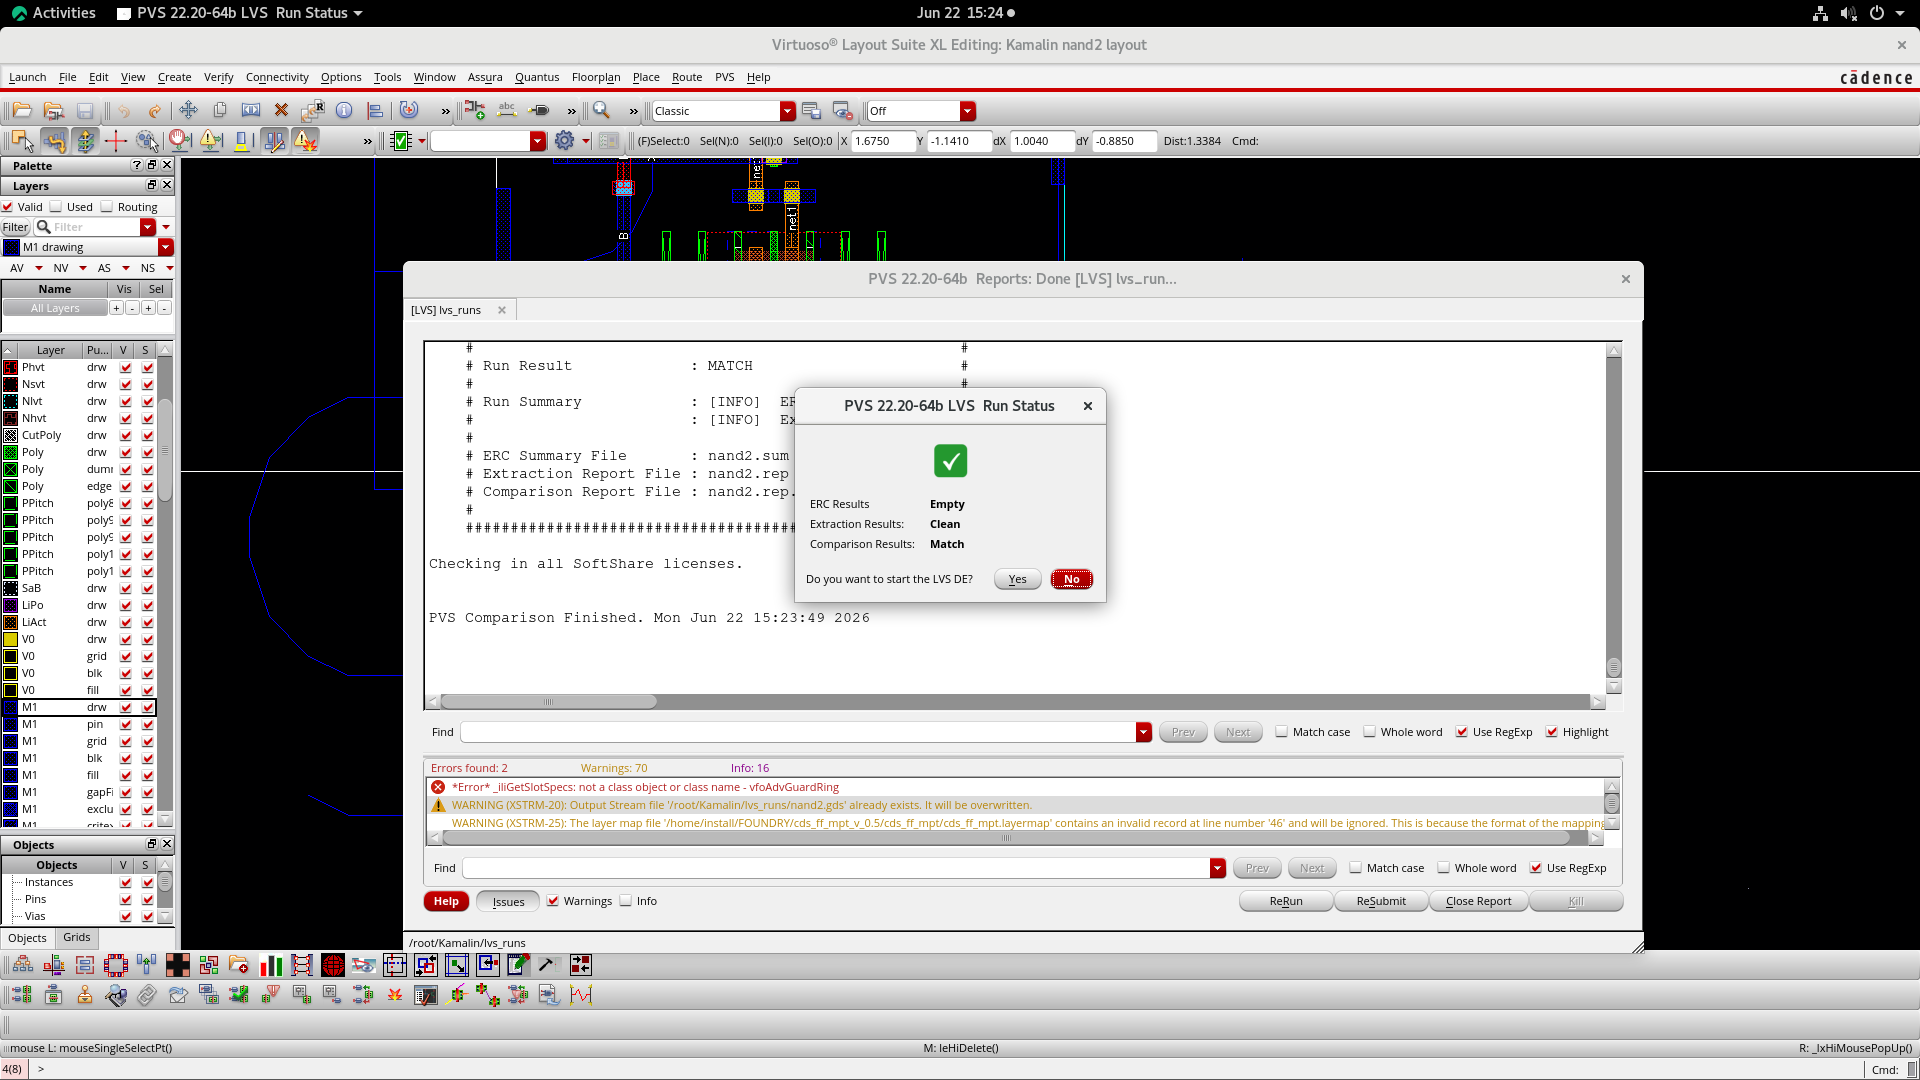 Activities
PVS 22.20-64b LVS  Run Status
Jun 22  15:24
Virtuoso® Layout Suite XL Editing: Kamalin nand2 layout
Launch File Edit View Create Verify Connectivity Options Tools Window Assura Quantus Floorplan Place Route PVS Help
cādence
abc
Classic
Off
(F)Select:0 Sel(N):0 Sel(I):0 Sel(O):0 X 1.6750 Y -1.1410 dX 1.0040 dY -0.8850 Dist:1.3384 Cmd:
Palette
Layers
Valid Used Routing
Filter Filter
M1 drawing
AV NV AS NS
Name Vis Sel
All Layers + - + -
Layer Pu... V S
Phvt drw
Nsvt drw
Nlvt drw
Nhvt drw
CutPoly drw
Poly drw
Poly dumr
Poly edge
PPitch poly8
PPitch poly9
PPitch poly9
PPitch poly1
PPitch poly1
SaB drw
LiPo drw
LiAct drw
V0 drw
V0 grid
V0 blk
V0 fill
M1 drw
M1 pin
M1 grid
M1 blk
M1 fill
M1 gapFi
M1 exclu
Objects
Objects V S
Instances
Pins
Vias
Objects Grids
B
net1
PVS 22.20-64b  Reports: Done [LVS] lvs_run...
[LVS] lvs_runs
# #
# Run Result : MATCH #
# #
# Run Summary : [INFO] ER
# : [INFO] Ex
#
# ERC Summary File : nand2.sum
# Extraction Report File : nand2.rep
# Comparison Report File : nand2.rep.
#
Checking in all SoftShare licenses.
PVS Comparison Finished. Mon Jun 22 15:23:49 2026
PVS 22.20-64b LVS  Run Status
ERC Results Empty
Extraction Results: Clean
Comparison Results: Match
Do you want to start the LVS DE? Yes No
Find Prev Next Match case Whole word Use RegExp Highlight
Errors found: 2 Warnings: 70 Info: 16
*Error* _iliGetSlotSpecs: not a class object or class name - vfoAdvGuardRing
WARNING (XSTRM-20): Output Stream file '/root/Kamalin/lvs_runs/nand2.gds' already exists. It will be overwritten.
WARNING (XSTRM-25): The layer map file '/home/install/FOUNDRY/cds_ff_mpt_v_0.5/cds_ff_mpt/cds_ff_mpt.layermap' contains an invalid record at line number '46' and will be ignored. This is because the format of the mapping
Find Prev Next Match case Whole word Use RegExp
Help Issues Warnings Info ReRun ReSubmit Close Report Kill
/root/Kamalin/lvs_runs
mouse L: mouseSingleSelectPt() M: leHiDelete() R: _lxHiMousePopUp()
4(8) > Cmd: